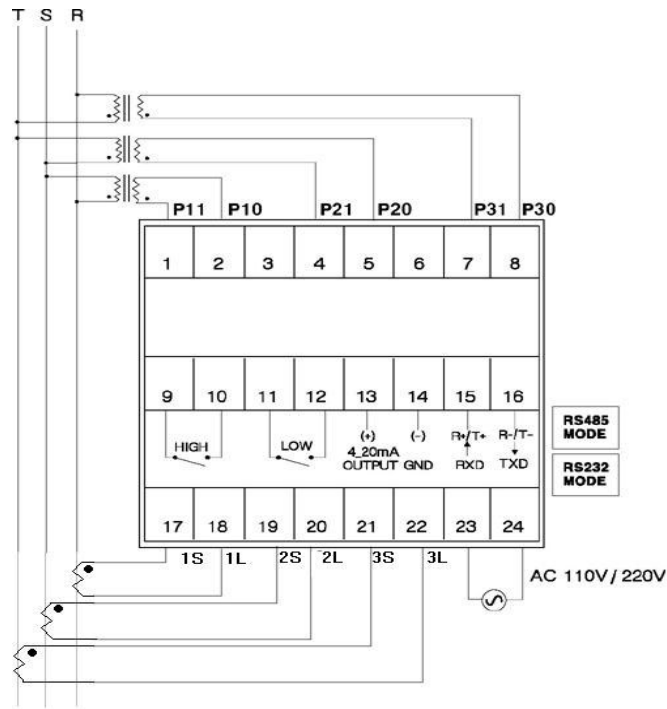 T S R
P11 P10 P21 P20 P31 P30
1 2 3 4 5 6 7 8
9 10 11 12 13 14 15 16
HIGH LOW (+) (-) R+/T+ R-/T-
4_20mA
OUTPUT GND RXD TXD
RS485
MODE
RS232
MODE
17 18 19 20 21 22 23 24
1S 1L 2S 2L 3S 3L
AC 110V/220V